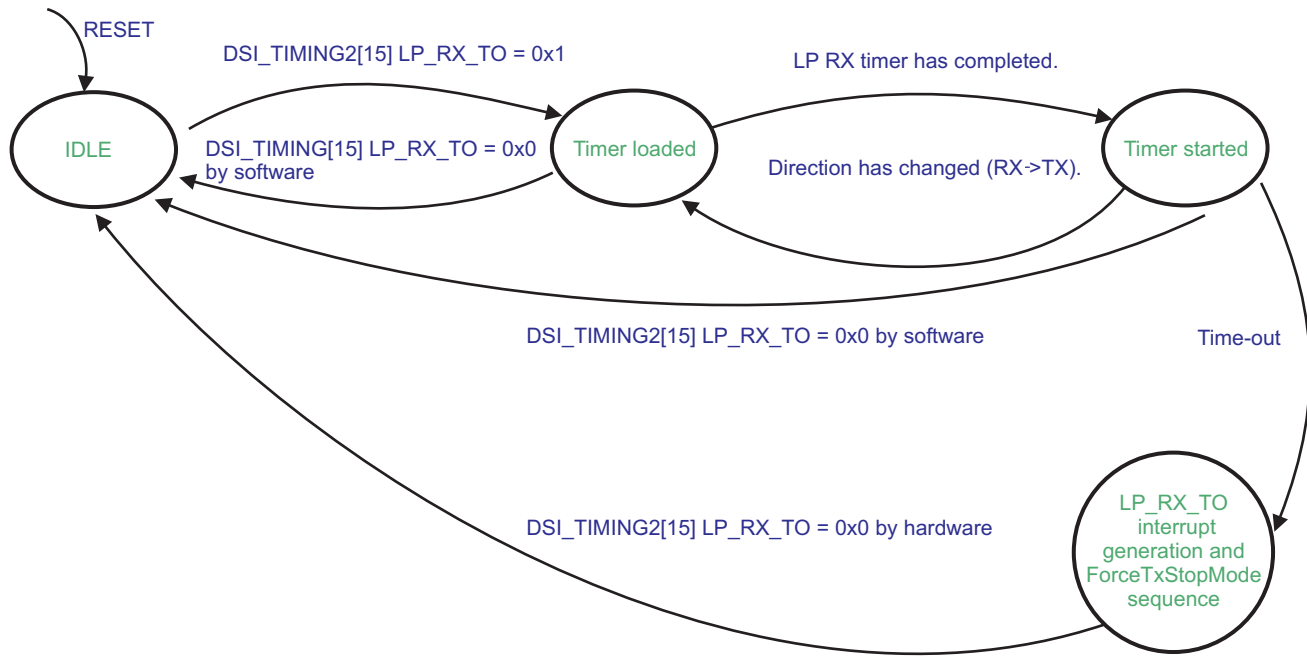 RESET
DSI_TIMING2[15] LP_RX_TO = 0x1
LP RX timer has completed.
IDLE
DSI_TIMING[15] LP_RX_TO = 0x0
by software
Timer loaded
Direction has changed (RX->TX).
Timer started
DSI_TIMING2[15] LP_RX_TO = 0x0 by software
Time-out
DSI_TIMING2[15] LP_RX_TO = 0x0 by hardware
LP_RX_TO
interrupt
generation and
ForceTxStopMode
sequence